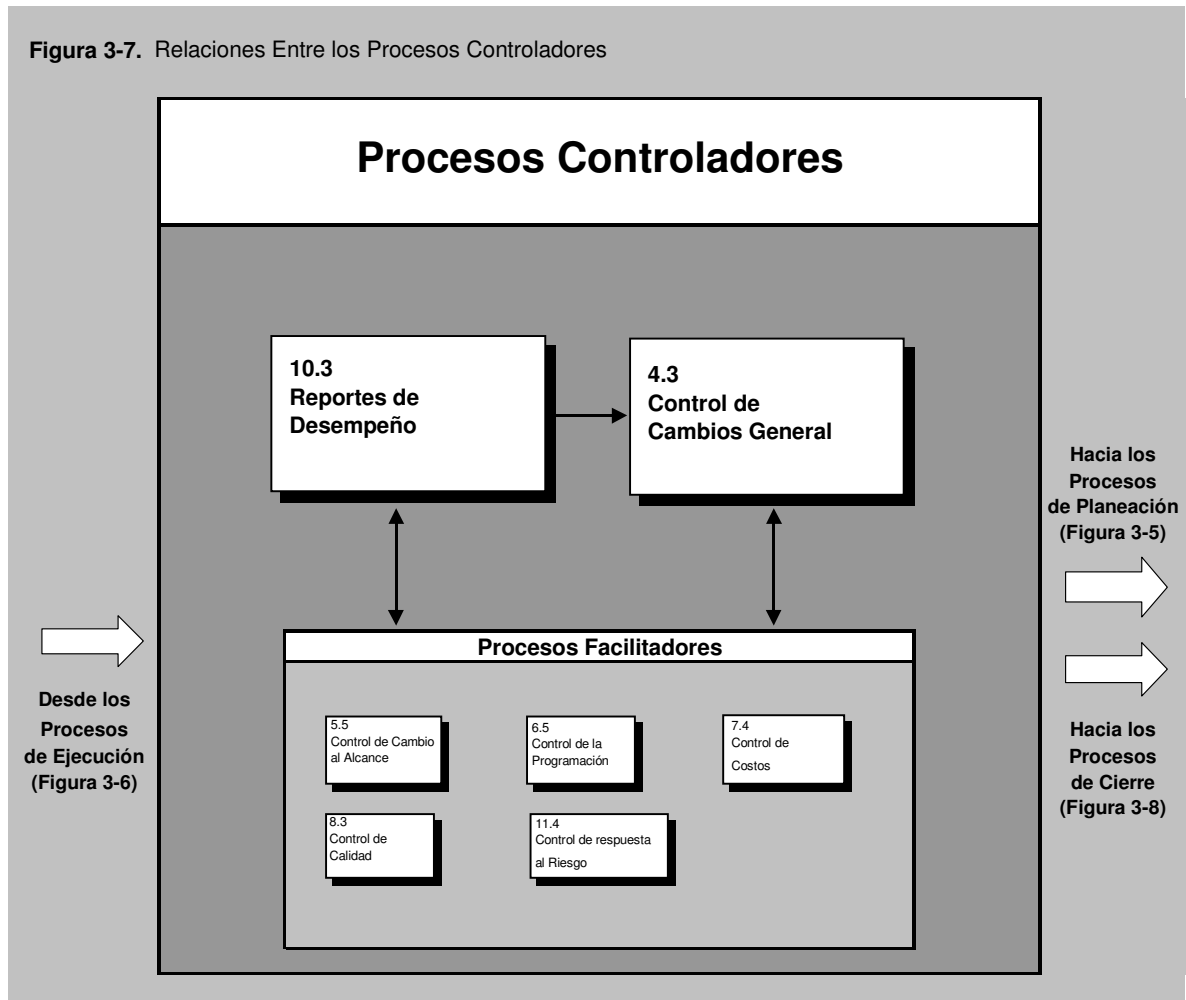 Figura 3-7. Relaciones Entre los Procesos Controladores
Procesos Controladores
10.3
Reportes de
Desempeño
4.3
Control de
Cambios General
Hacia los
Procesos
de Planeación
(Figura 3-5)
Desde los
Procesos
de Ejecución
(Figura 3-6)
Procesos Facilitadores
5.5
Control de Cambio
al Alcance
6.5
Control de la
Programación
7.4
Control de
Costos
8.3
Control de
Calidad
11.4
Control de respuesta
al Riesgo
Hacia los
Procesos
de Cierre
(Figura 3-8)